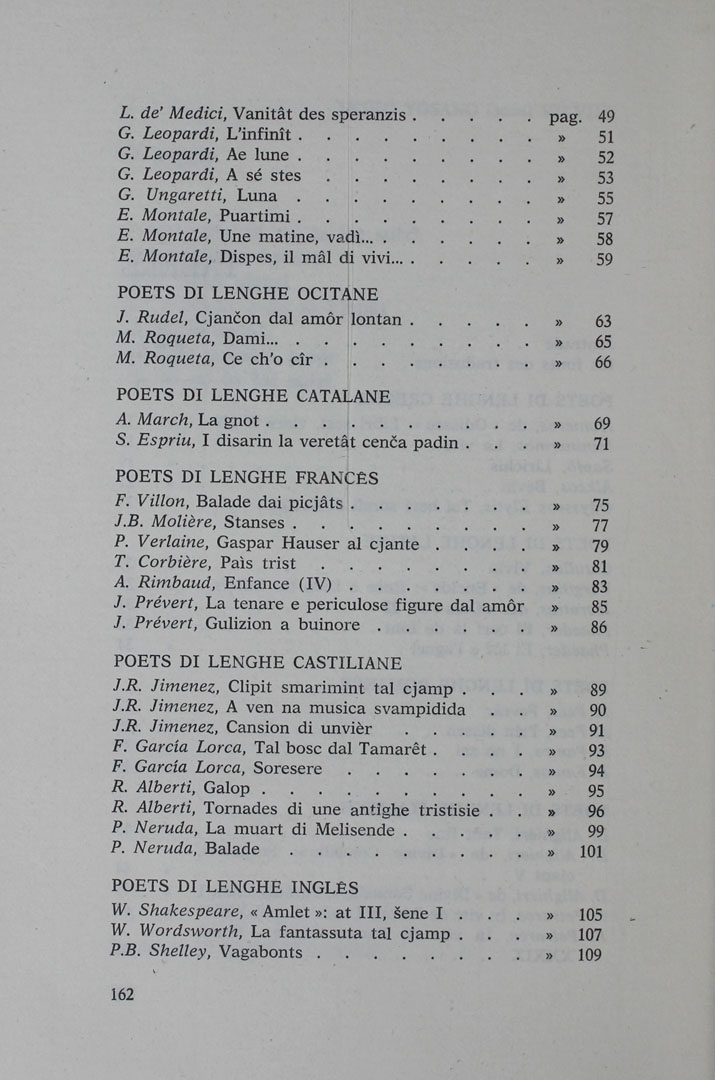 L. de' Medici, Vanitât des speranzis . . . . . pag. 49
G. Leopardi, L'infinît . . . . . . . . . » 51
G. Leopardi, Ae lune . . . . . . . . . » 52
G. Leopardi, A sé stes . . . . . . . . » 53
G. Ungaretti, Luna . . . . . . . . . » 55
E. Montale, Puartimi . . . . . . . . . » 57
E. Montale, Une matine, vadì... . . . . . . » 58
E. Montale, Dispes, il mâl di vivi... . . . . . » 59
POETS DI LENGHE OCITANE
J. Rudel, Cjančon dal amôr lontan . . . . . » 63
M. Roqueta, Dami... . . . . . . . . . » 65
M. Roqueta, Ce ch'o cîr . . . . . . . . » 66
POETS DI LENGHE CATALANE
A. March, La gnot . . . . . . . . . . » 69
S. Espriu, I disarin la veretât cenča padin . . . » 71
POETS DI LENGHE FRANCÊS
F. Villon, Balade dai picjâts . . . . . . . » 75
J.B. Molière, Stanses . . . . . . . . . » 77
P. Verlaine, Gaspar Hauser al cjante . . . . » 79
T. Corbière, Paìs trist . . . . . . . . » 81
A. Rimbaud, Enfance (IV) . . . . . . . » 83
J. Prévert, La tenare e periculose figure dal amôr » 85
J. Prévert, Gulizion a buinore . . . . . . » 86
POETS DI LENGHE CASTILIANE
J.R. Jimenez, Clipit smarimint tal cjamp . . . » 89
J.R. Jimenez, A ven na musica svampidida . . » 90
J.R. Jimenez, Cansion di unvièr . . . . . » 91
F. García Lorca, Tal bosc dal Tamarêt . . . . » 93
F. García Lorca, Soresere . . . . . . . » 94
R. Alberti, Galop . . . . . . . . . . » 95
R. Alberti, Tornades di une antighe tristisie . . » 96
P. Neruda, La muart di Melisende . . . . . » 99
P. Neruda, Balade . . . . . . . . . » 101
POETS DI LENGHE INGLÊS
W. Shakespeare, « Amlet »: at III, šene I . . . » 105
W. Wordsworth, La fantassuta tal cjamp . . . » 107
P.B. Shelley, Vagabonts . . . . . . . . » 109
162